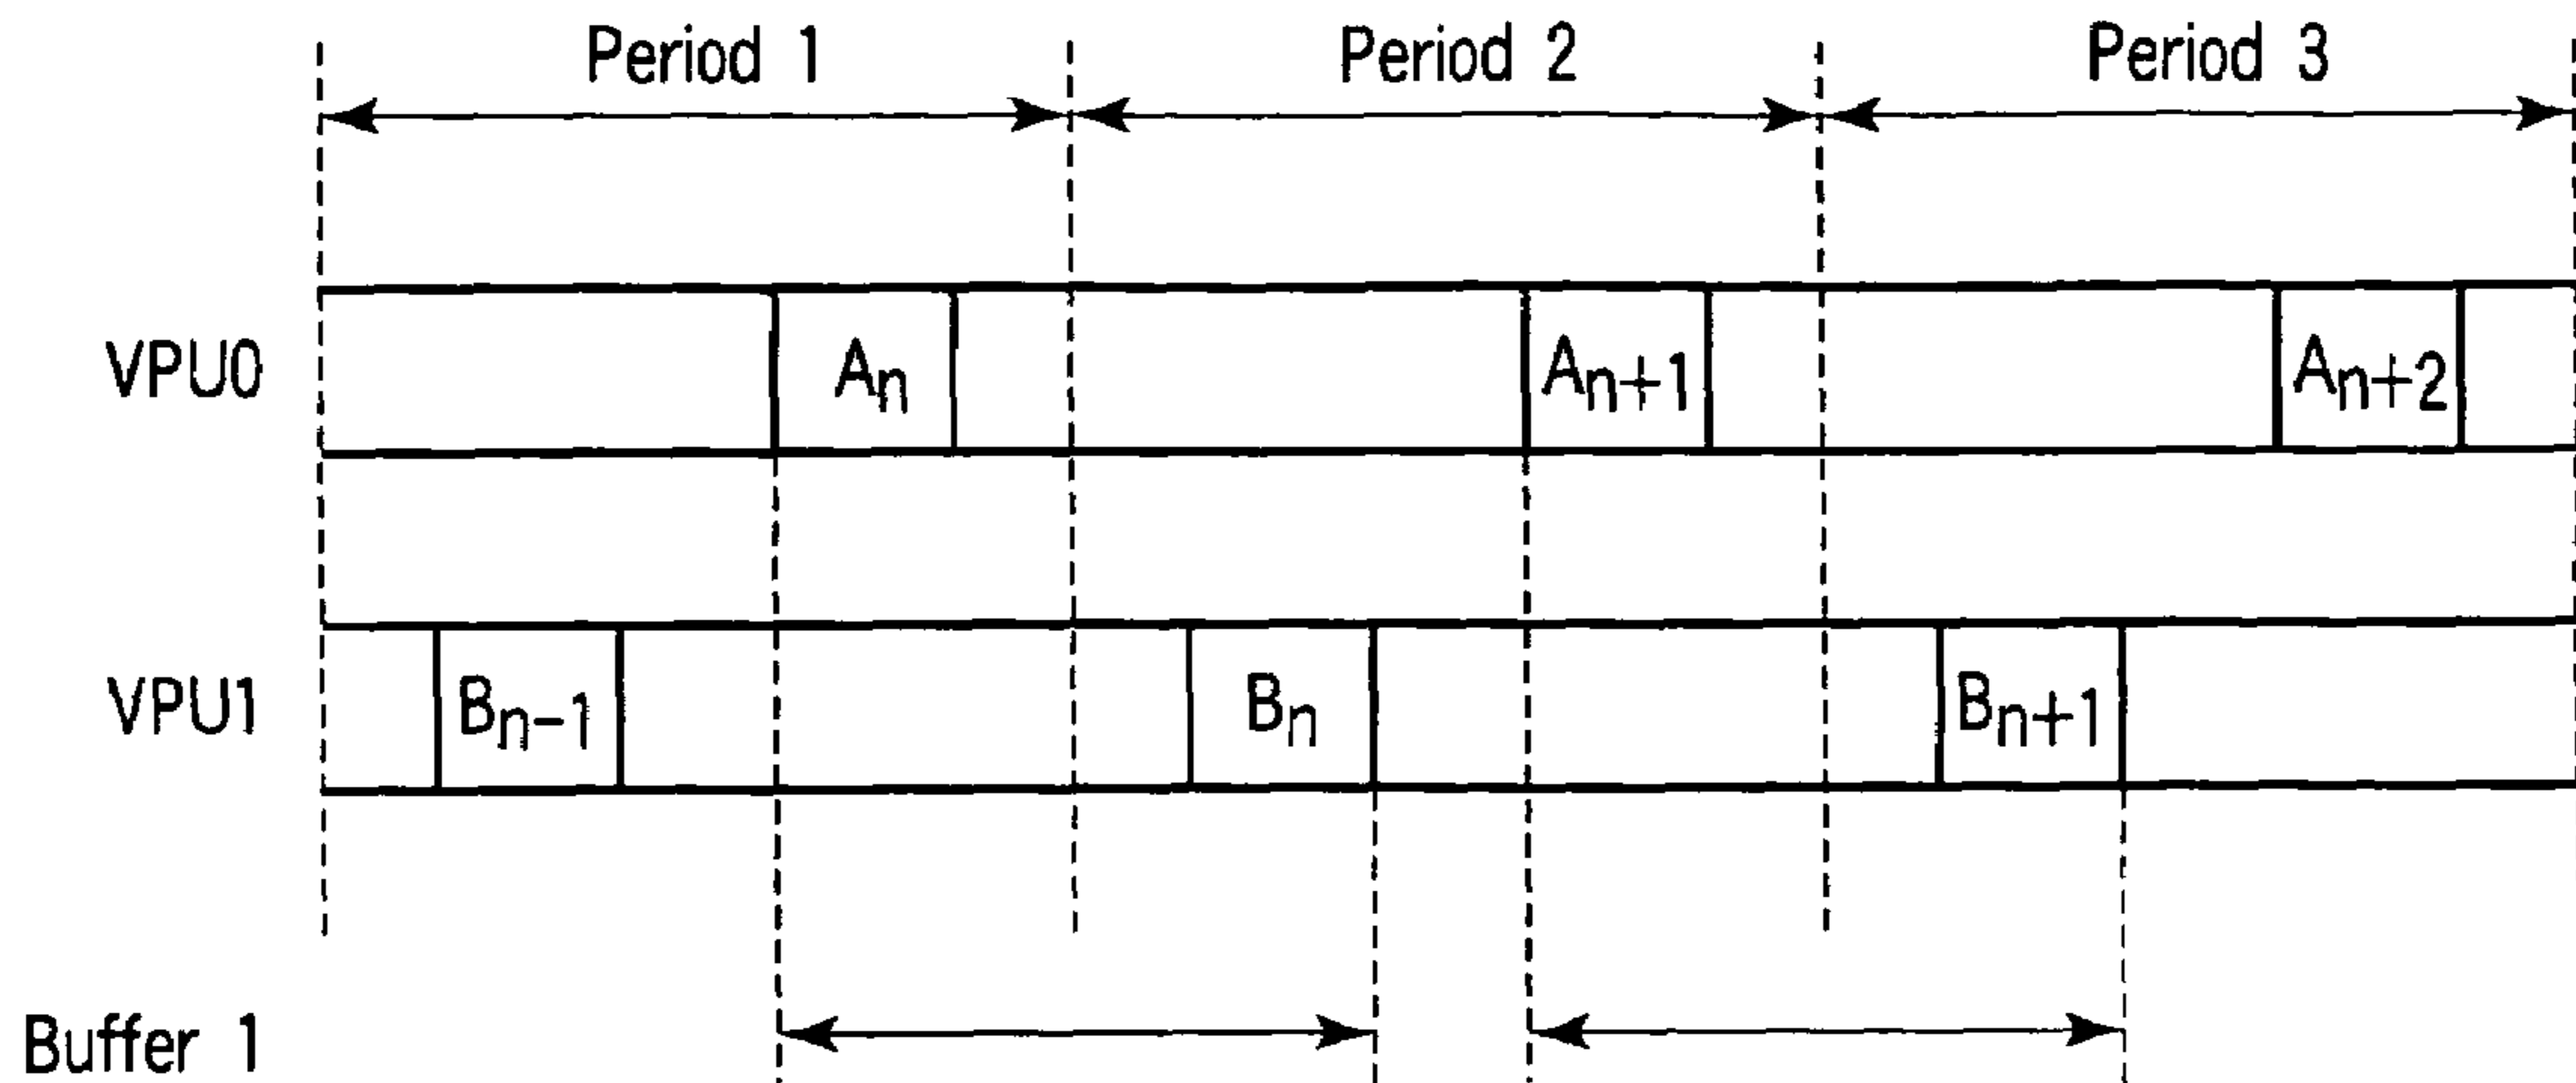 Period 1 Period 2 Period 3
VPU0 Aₙ Aₙ₊₁ Aₙ₊₂
VPU1 Bₙ₋₁ Bₙ Bₙ₊₁
Buffer 1